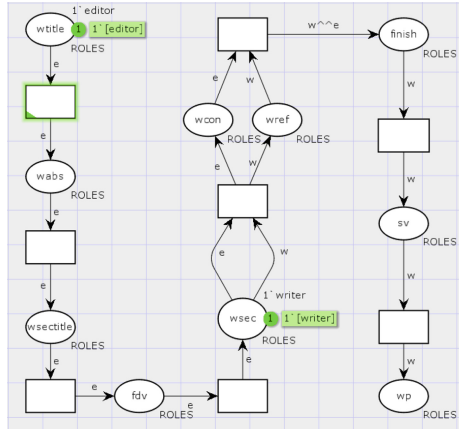 1`editor
wtitle
1
1`[editor]
ROLES
e
e
wabs
ROLES
e
e
wsectitle
ROLES
e
e
fdv
ROLES
e
e
wsec
1`writer
1
1`[writer]
ROLES
e
w
e
w
wcon
ROLES
wref
ROLES
e
w
w^^e
finish
ROLES
w
w
sv
ROLES
w
w
wp
ROLES